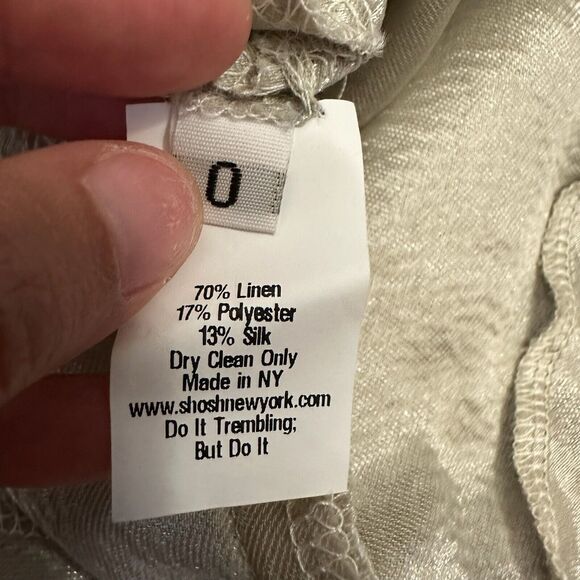 0
70% Linen
17% Polyester
13% Silk
Dry Clean Only
Made in NY
www.shoshnewyork.com
Do It Trembling;
But Do It